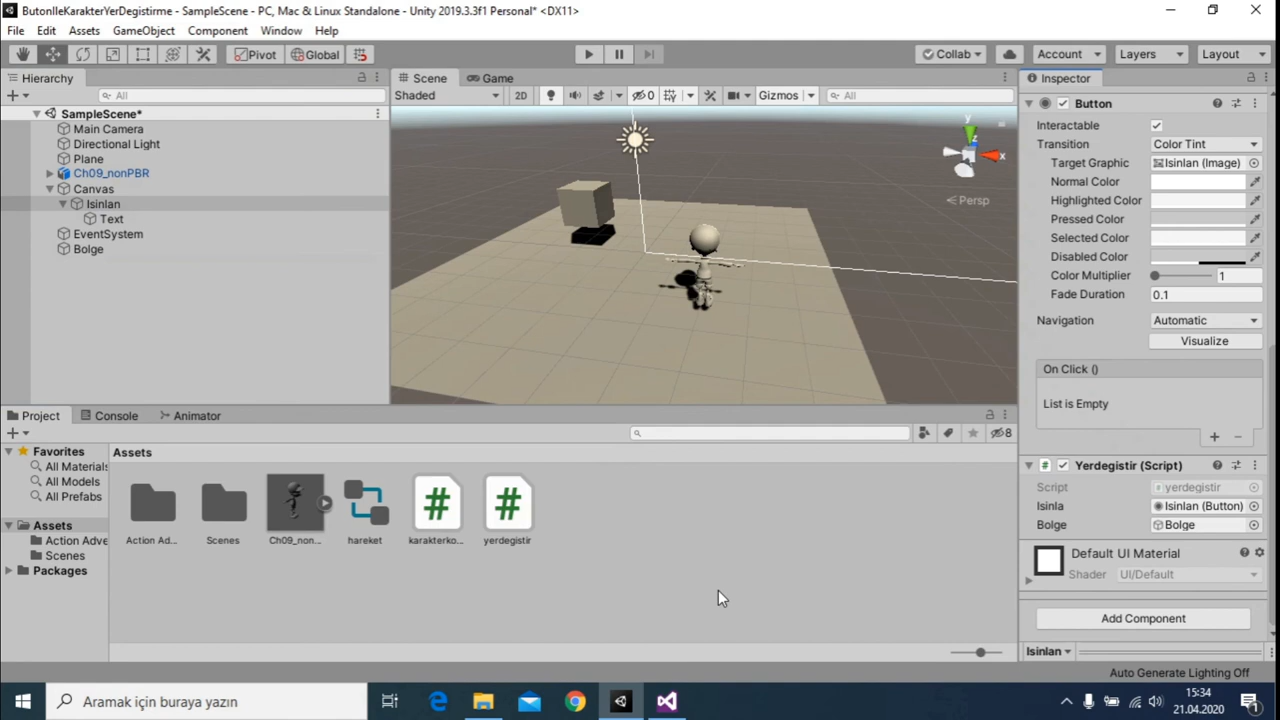 ButonIleKarakterYerDegistirme - SampleScene - PC, Mac & Linux Standalone - Unity 2019.3.3f1 Personal* <DX11>
File Edit Assets GameObject Component Window Help
Pivot Global Collab Account Layers Layout
Hierarchy
All
SampleScene*
Main Camera
Directional Light
Plane
Ch09_nonPBR
Canvas
Isinlan
Text
EventSystem
Bolge
Scene Game
Shaded 2D 0 Gizmos All
y
z
x
Persp
Inspector
Button
Interactable
Transition Color Tint
Target Graphic Isinlan (Image)
Normal Color
Highlighted Color
Pressed Color
Selected Color
Disabled Color
Color Multiplier 1
Fade Duration 0.1
Navigation Automatic
Visualize
On Click ()
List is Empty
Yerdegistir (Script)
Script yerdegistir
Isinla Isinlan (Button)
Bolge Bolge
Default UI Material
Shader UI/Default
Add Component
Isinlan
Project Console Animator
8
Favorites
All Materials
All Models
All Prefabs
Assets
Action Adve
Scenes
Packages
Assets
Action Ad... Scenes Ch09_non... hareket karakterko... yerdegistir
Auto Generate Lighting Off
Aramak için buraya yazın
15:34
21.04.2020
1